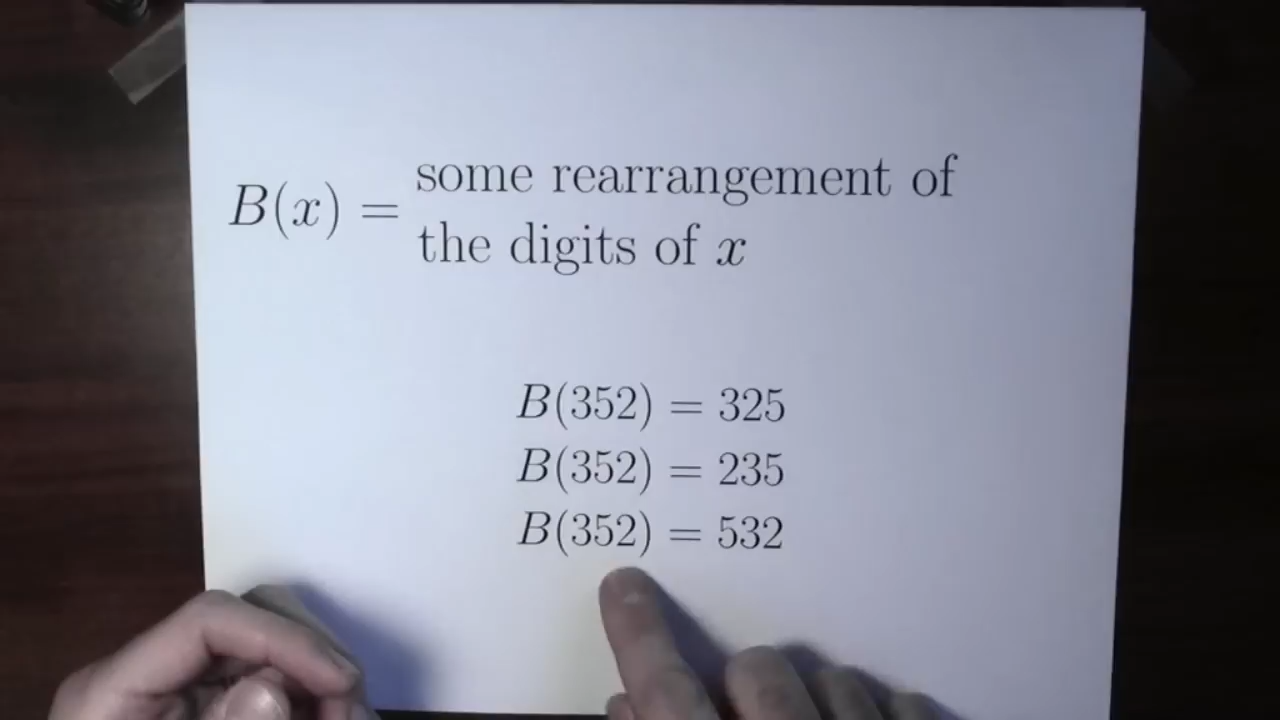 B(x) = some rearrangement of
the digits of x
B(352) = 325
B(352) = 235
B(352) = 532